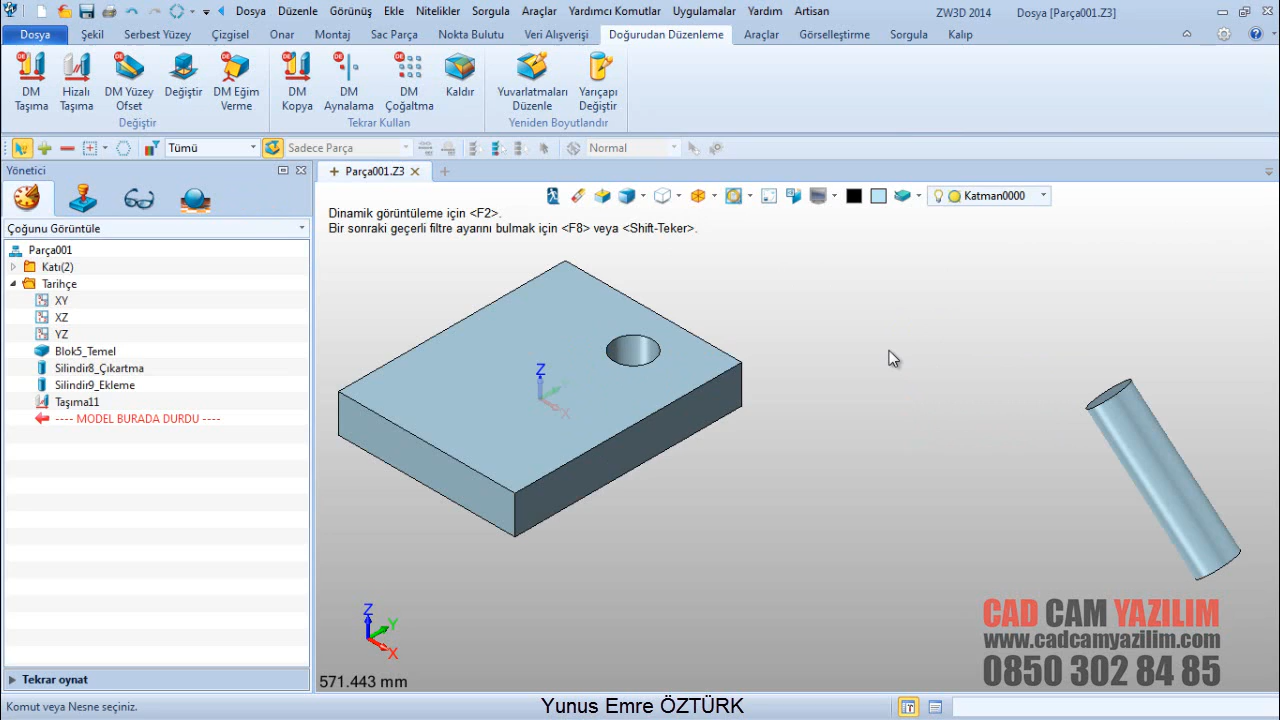 Dosya Düzenle Görünüş Ekle Nitelikler Sorgula Araçlar Yardımcı Komutlar Uygulamalar Yardım Artisan ZW3D 2014 Dosya [Parça001.Z3]
Dosya Şekil Serbest Yüzey Çizgisel Onar Montaj Sac Parça Nokta Bulutu Veri Alışverişi Doğurudan Düzenleme Araçlar Görselleştirme Sorgula Kalıp
DM Taşıma
Hizalı Taşıma
DM Yüzey Ofset
Değiştir
DM Eğim Verme
DM Kopya
DM Aynalama
DM Çoğaltma
Kaldır
Yuvarlatmaları Düzenle
Yarıçapı Değiştir
Değiştir Tekrar Kullan Yeniden Boyutlandır
Tümü Sadece Parça Normal
Yönetici
Parça001.Z3
Çoğunu Görüntüle
Katman0000
Dinamik görüntüleme için <F2>.
Bir sonraki geçerli filtre ayarını bulmak için <F8> veya <Shift-Teker>.
Parça001
Katı(2)
Tarihçe
XY
XZ
YZ
Blok5_Temel
Silindir8_Çıkartma
Silindir9_Ekleme
Taşıma11
---- MODEL BURADA DURDU ----
Z
X
Z
Y
X
CAD CAM YAZILIM
www.cadcamyazilim.com
0850 302 84 85
571.443 mm
Tekrar oynat
Komut veya Nesne seçiniz.
Yunus Emre ÖZTÜRK